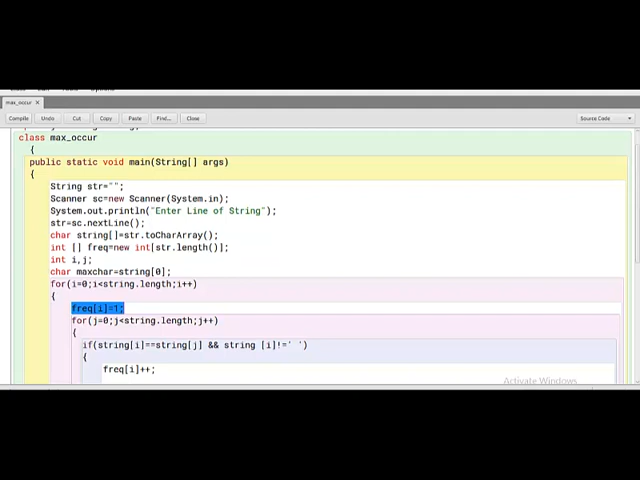 max_occur ×
Compile Undo Cut Copy Paste Find... Close Source Code
class max_occur
{
public static void main(String[] args)
{
String str="";
Scanner sc=new Scanner(System.in);
System.out.println("Enter Line of String");
str=sc.nextLine();
char string[]=str.toCharArray();
int [] freq=new int[str.length()];
int i,j;
char maxchar=string[0];
for(i=0;i<string.length;i++)
{
freq[i]=1;
for(j=0;j<string.length;j++)
{
if(string[i]==string[j] && string [i]!=' ')
{
freq[i]++;
Activate Windows